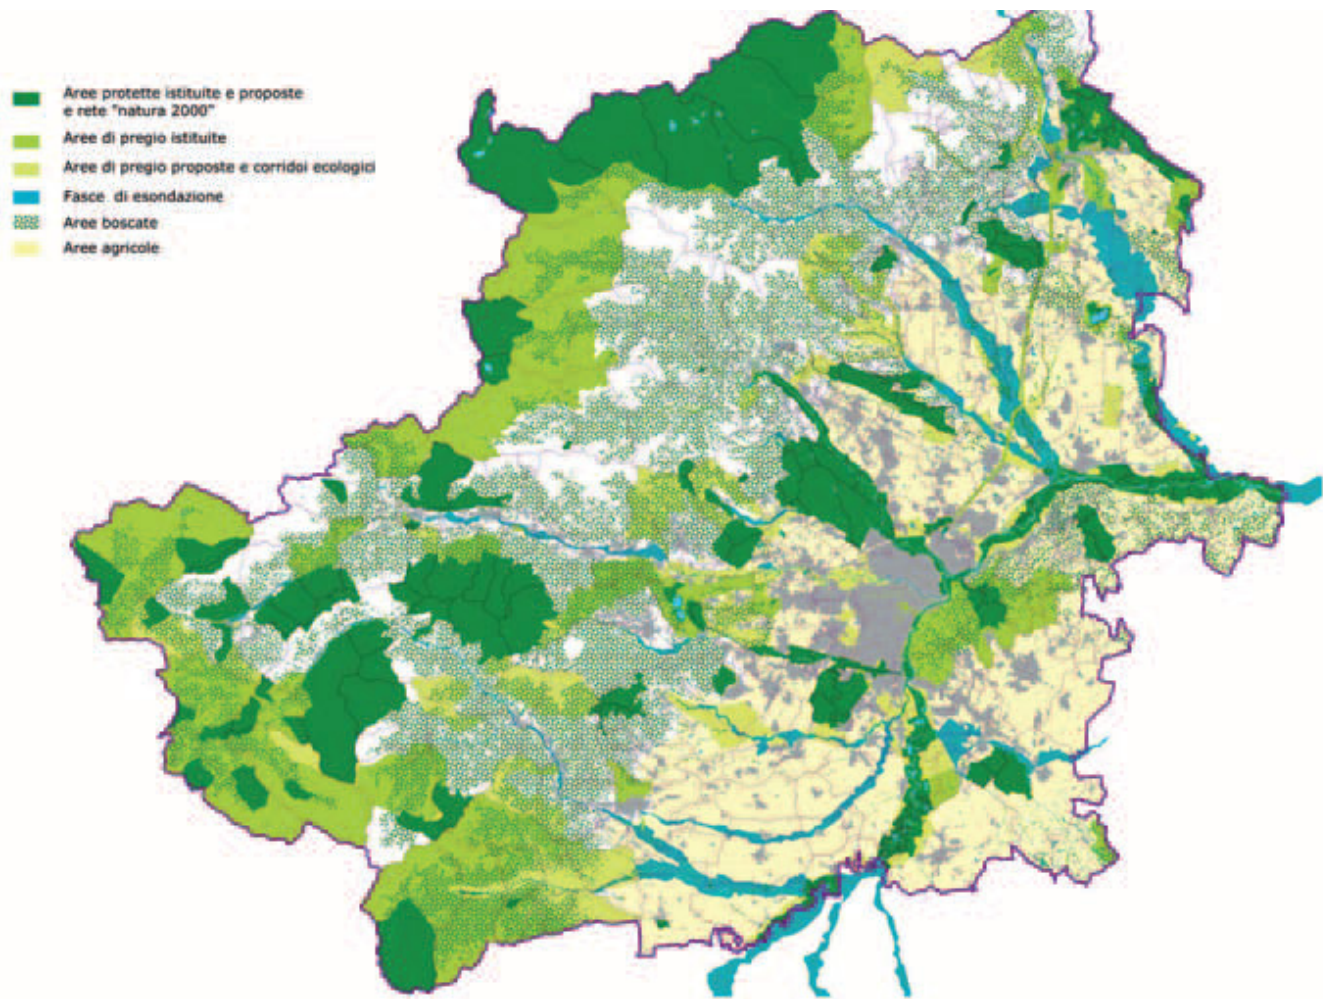 Aree protette istituite e proposte
e rete "natura 2000"
Aree di pregio istituite
Aree di pregio proposte e corridoi ecologici
Fasce di esondazione
Aree boscate
Aree agricole